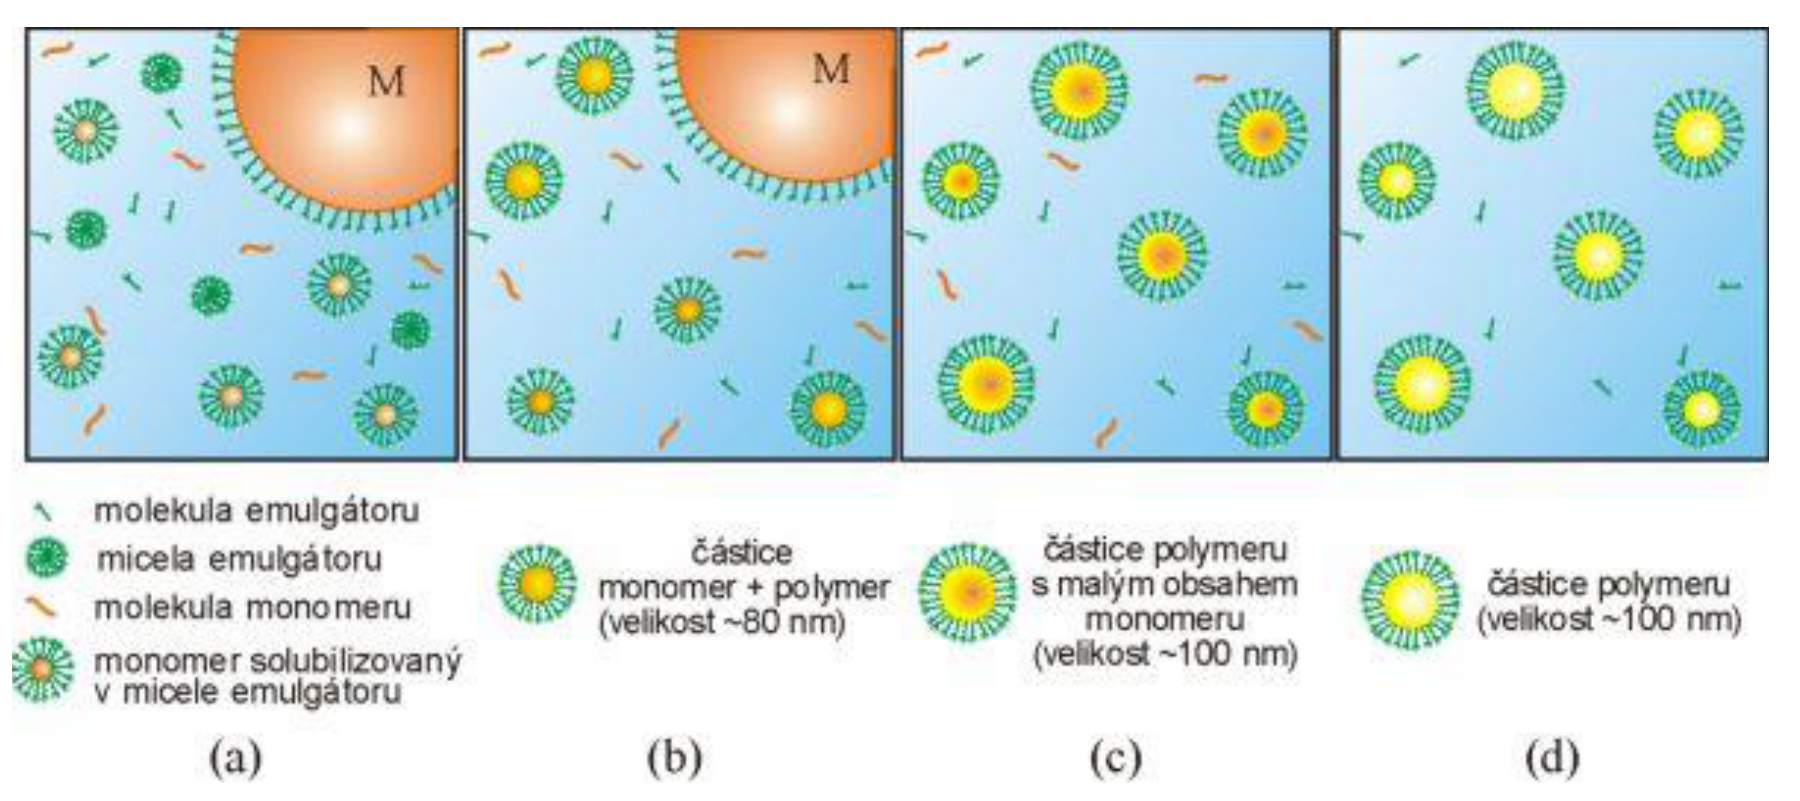 M
M
molekula emulgátoru
micela emulgátoru
molekula monomeru
monomer solubilizovaný
v micele emulgátoru
částice
monomer + polymer
(velikost ~80 nm)
částice polymeru
s malým obsahem
monomeru
(velikost ~100 nm)
částice polymeru
(velikost ~100 nm)
(a)
(b)
(c)
(d)